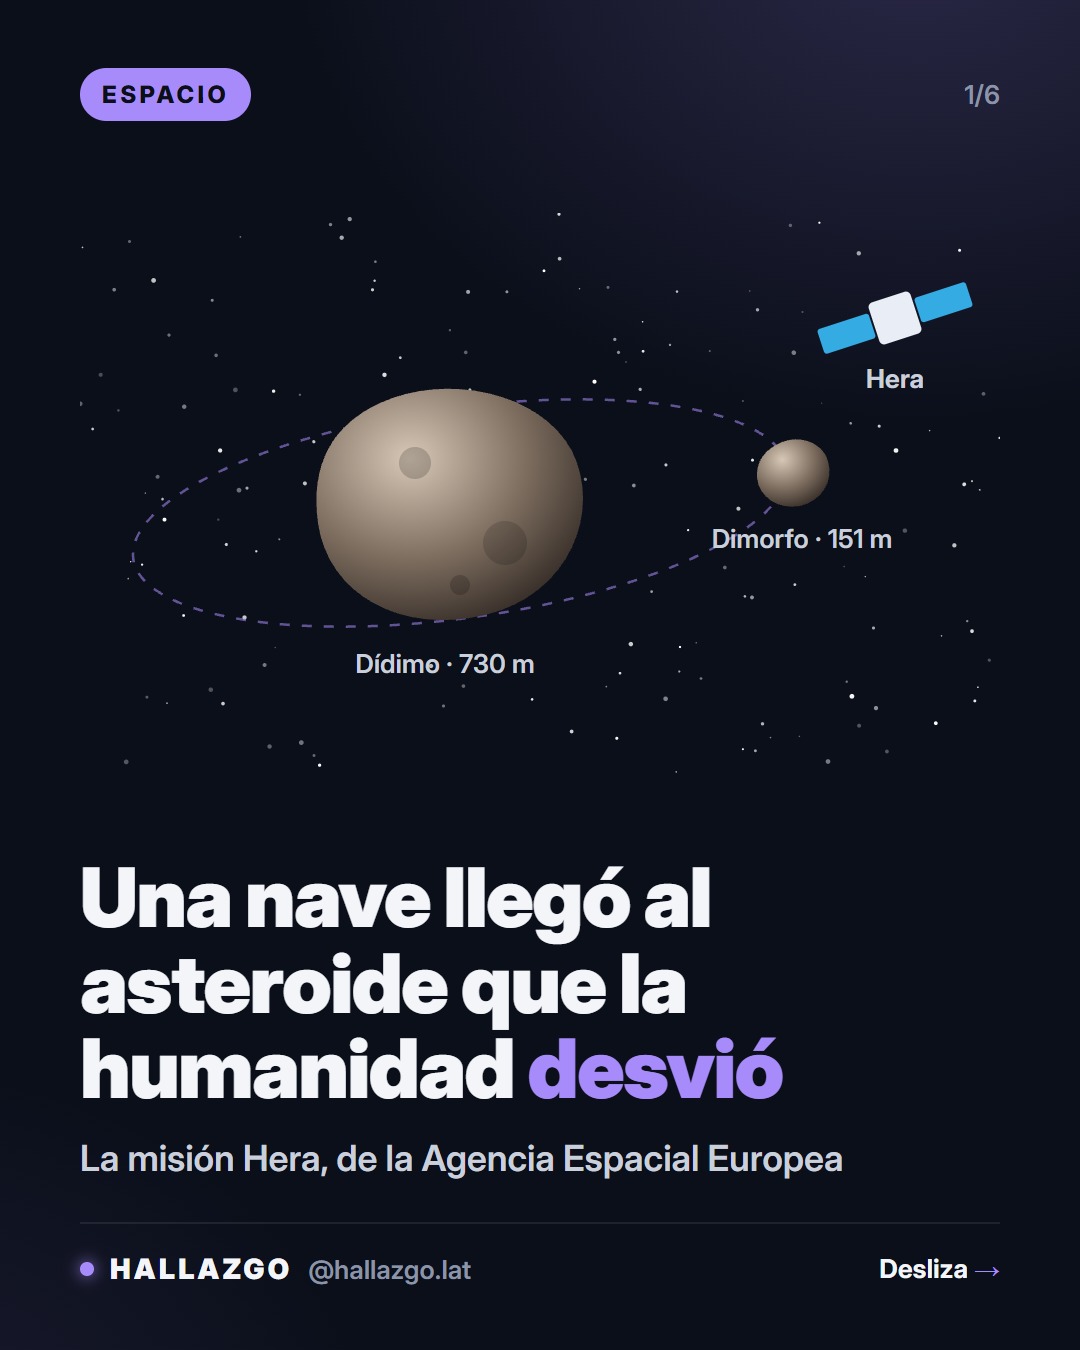 ESPACIO
1/6
Hera
Dimorfo · 151 m
Dídimo · 730 m
Una nave llegó al
asteroide que la
humanidad desvió
La misión Hera, de la Agencia Espacial Europea
HALLAZGO @hallazgo.lat
Desliza →